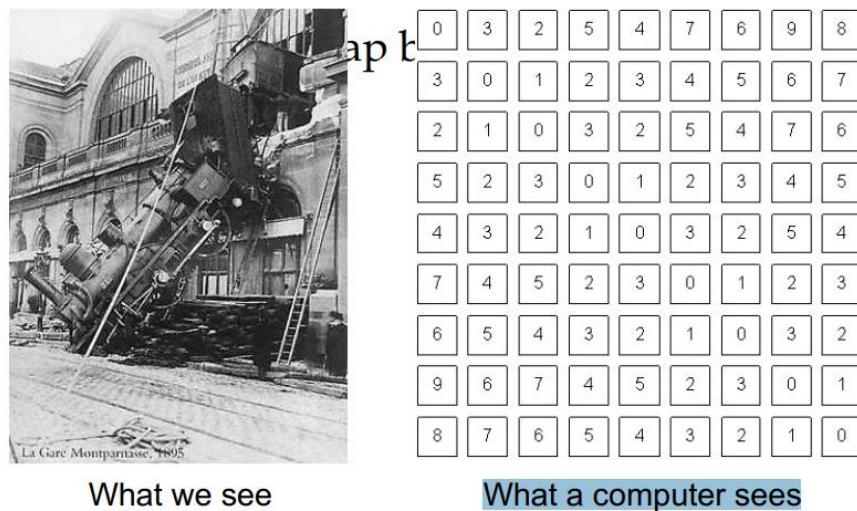 ap b
0 3 2 5 4 7 6 9 8
3 0 1 2 3 4 5 6 7
2 1 0 3 2 5 4 7 6
5 2 3 0 1 2 3 4 5
4 3 2 1 0 3 2 5 4
7 4 5 2 3 0 1 2 3
6 5 4 3 2 1 0 3 2
9 6 7 4 5 2 3 0 1
8 7 6 5 4 3 2 1 0
La Gare Montparnasse, 1895
What we see
What a computer sees